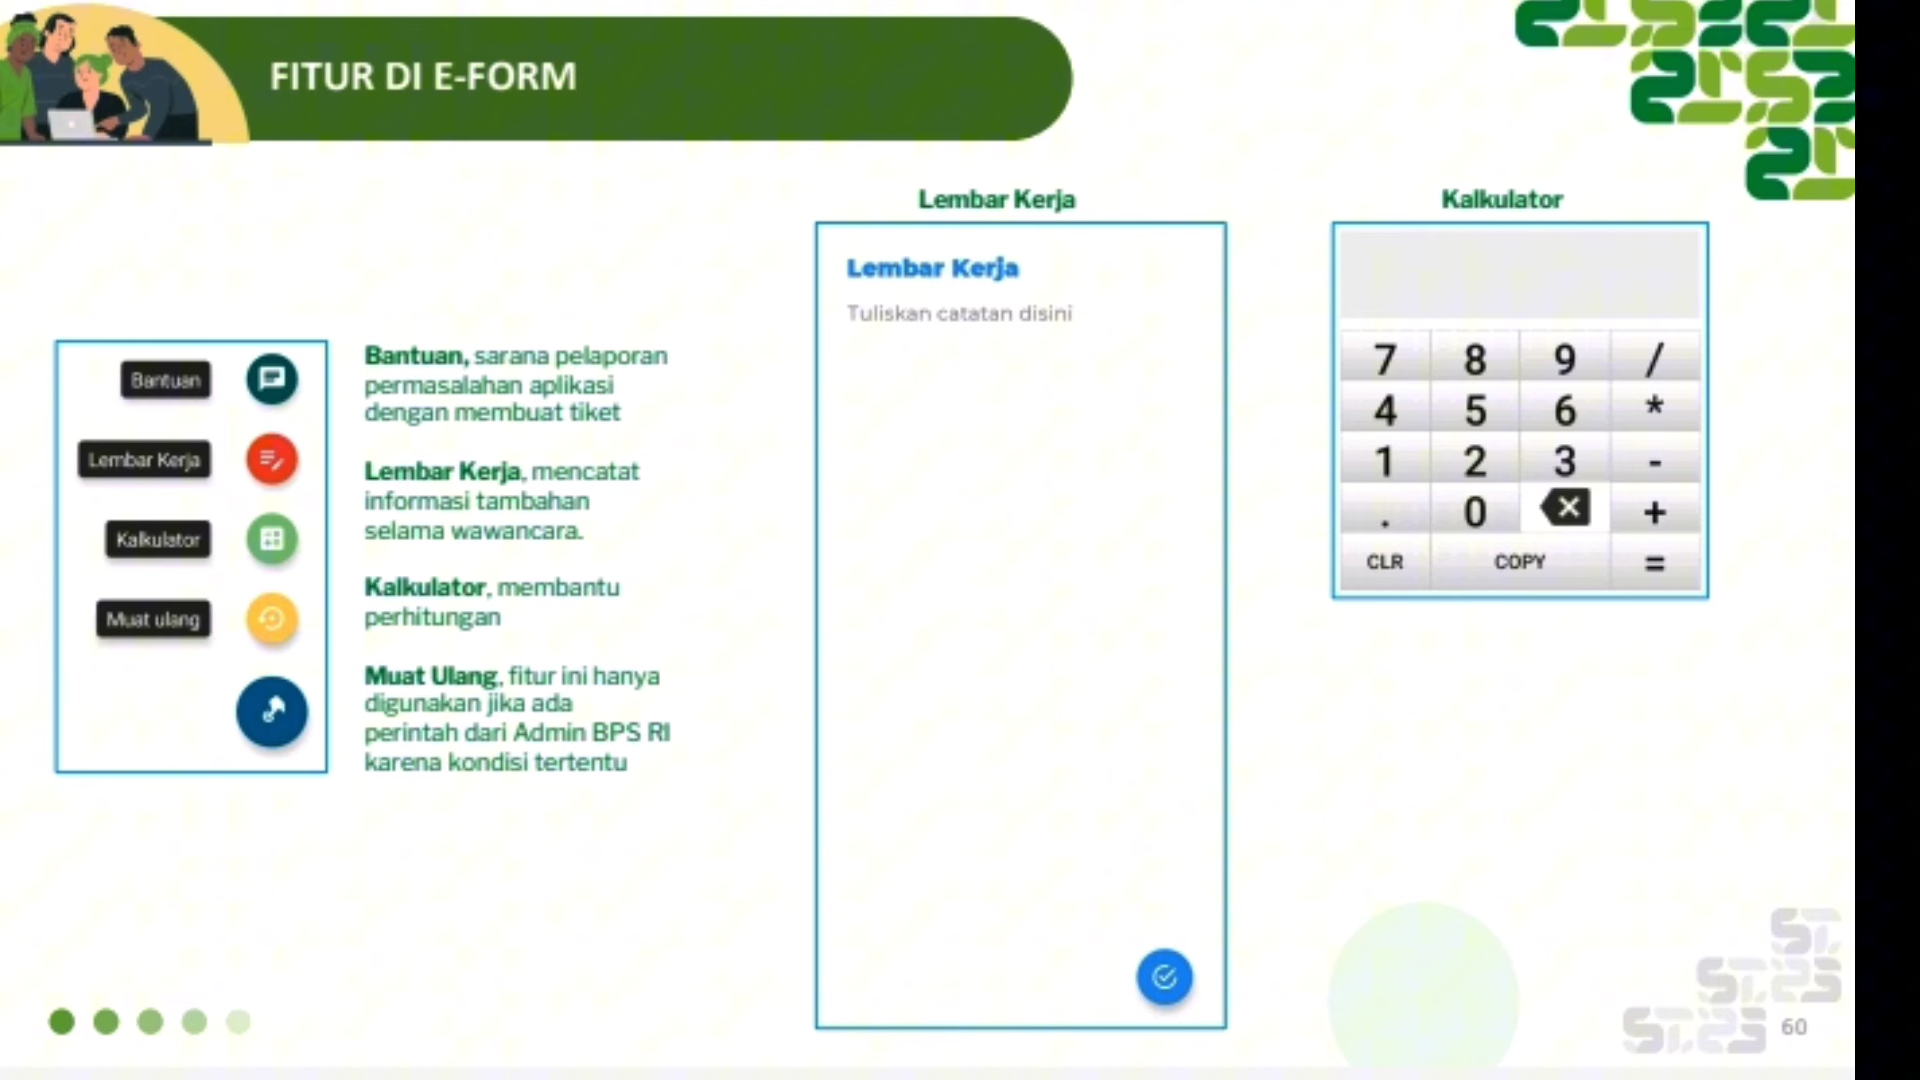 FITUR DI E-FORM
Bantuan
Lembar Kerja
Kalkulator
Muat ulang
Bantuan, sarana pelaporan
permasalahan aplikasi
dengan membuat tiket
Lembar Kerja, mencatat
informasi tambahan
selama wawancara.
Kalkulator, membantu
perhitungan
Muat Ulang, fitur ini hanya
digunakan jika ada
perintah dari Admin BPS RI
karena kondisi tertentu
Lembar Kerja
Lembar Kerja
Tuliskan catatan disini
Kalkulator
7 8 9 /
4 5 6 *
1 2 3 -
. 0 +
CLR COPY =
60